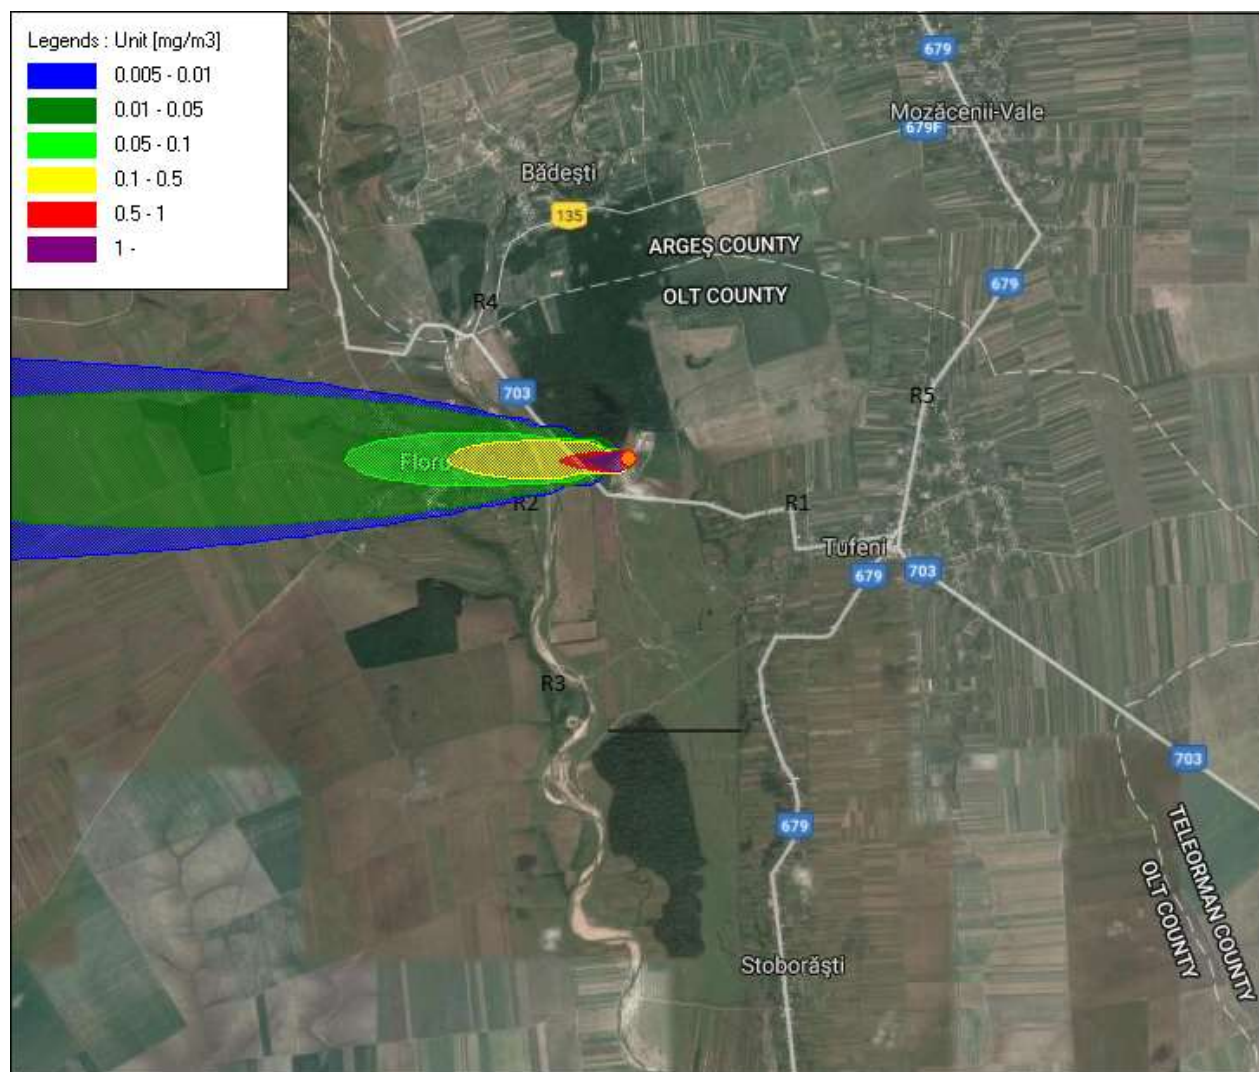 Legends : Unit [mg/m3]
0.005 - 0.01
0.01 - 0.05
0.05 - 0.1
0.1 - 0.5
0.5 - 1
1 -
679
Mozăcenii-Vale
679F
Bădești
135
ARGEȘ COUNTY
OLT COUNTY
679
R4
703
R5
Floru
R2
R1
Tufeni
679
703
R3
703
679
TELEORMAN COUNTY
OLT COUNTY
Stoborăști